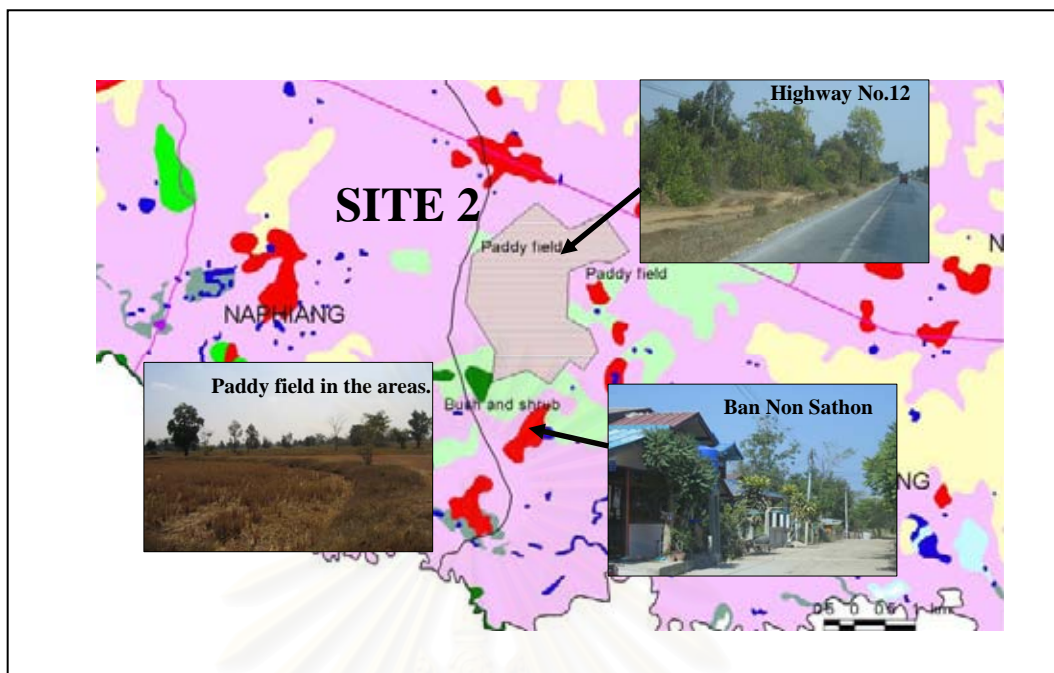 Highway No.12
SITE 2
Paddy field
Paddy field
NAPHIANG
Paddy field in the areas.
Bush and shrub
Ban Non Sathon
NG
N
0.5 0 0.5 1 km.